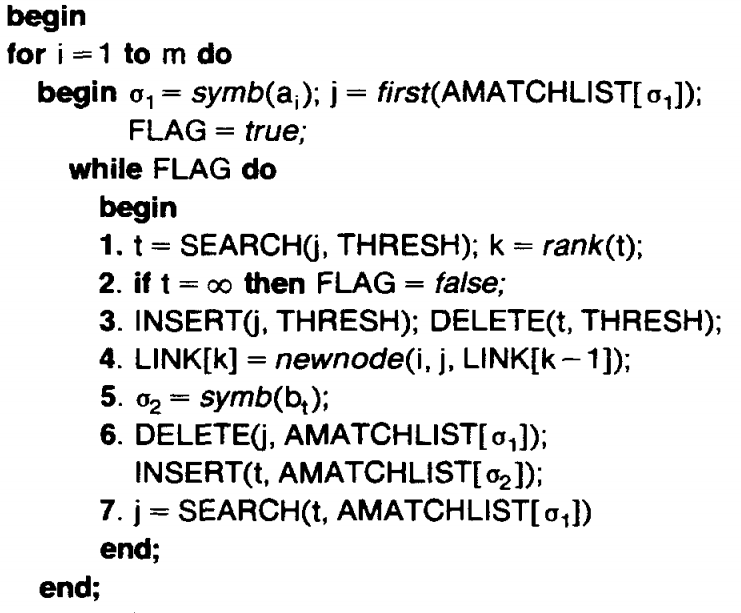 begin
for i = 1 to m do
begin σ₁ = symb(aᵢ); j = first(AMATCHLIST[σ₁]);
FLAG = true;
while FLAG do
begin
1. t = SEARCH(j, THRESH); k = rank(t);
2. if t = ∞ then FLAG = false;
3. INSERT(j, THRESH); DELETE(t, THRESH);
4. LINK[k] = newnode(i, j, LINK[k − 1]);
5. σ₂ = symb(bₜ);
6. DELETE(j, AMATCHLIST[σ₁]);
INSERT(t, AMATCHLIST[σ₂]);
7. j = SEARCH(t, AMATCHLIST[σ₁])
end;
end;